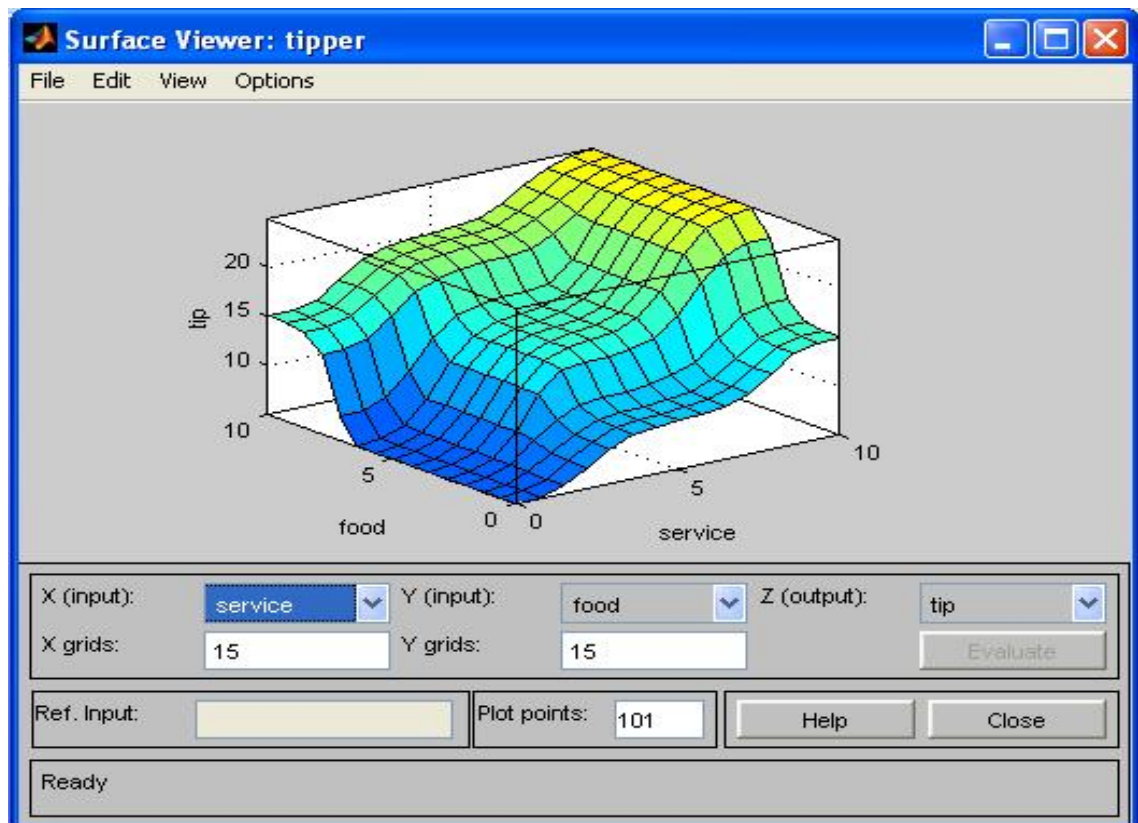 Surface Viewer: tipper
File Edit View Options
20
15
10
tip
10
5
0
food
0
5
10
service
X (input): service Y (input): food Z (output): tip
X grids: 15 Y grids: 15 Evaluate
Ref. Input: Plot points: 101 Help Close
Ready